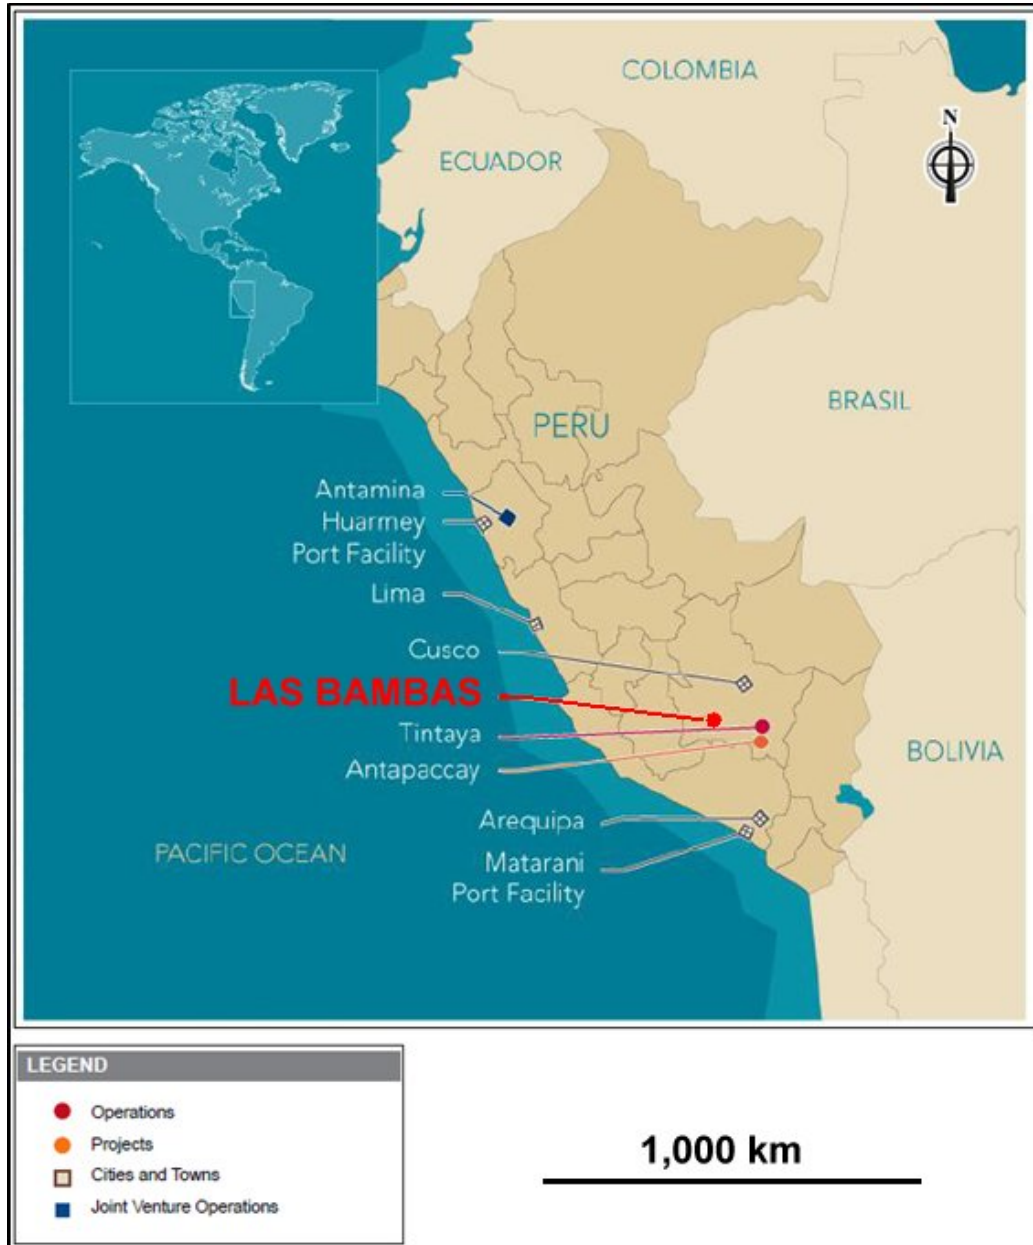 COLOMBIA
N
ECUADOR
BRASIL
PERU
Antamina
Huarmey
Port Facility
Lima
Cusco
LAS BAMBAS
Tintaya
Antapaccay
BOLIVIA
Arequipa
PACIFIC OCEAN
Matarani
Port Facility
LEGEND
Operations
Projects
Cities and Towns
Joint Venture Operations
1,000 km